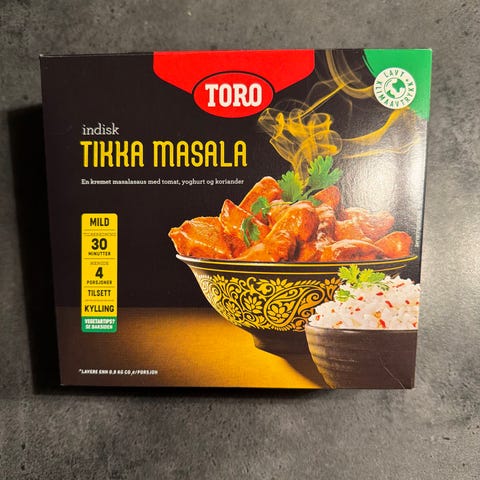 TORO
LAVT*
KLIMAAVTRYKK
indisk
TIKKA MASALA
En kremet masalasaus med tomat, yoghurt og koriander
MILD
30
MINUTTER
4
PORSJONER
TILSETT
KYLLING
VEGETARTIPS?
SE BAKSIDEN